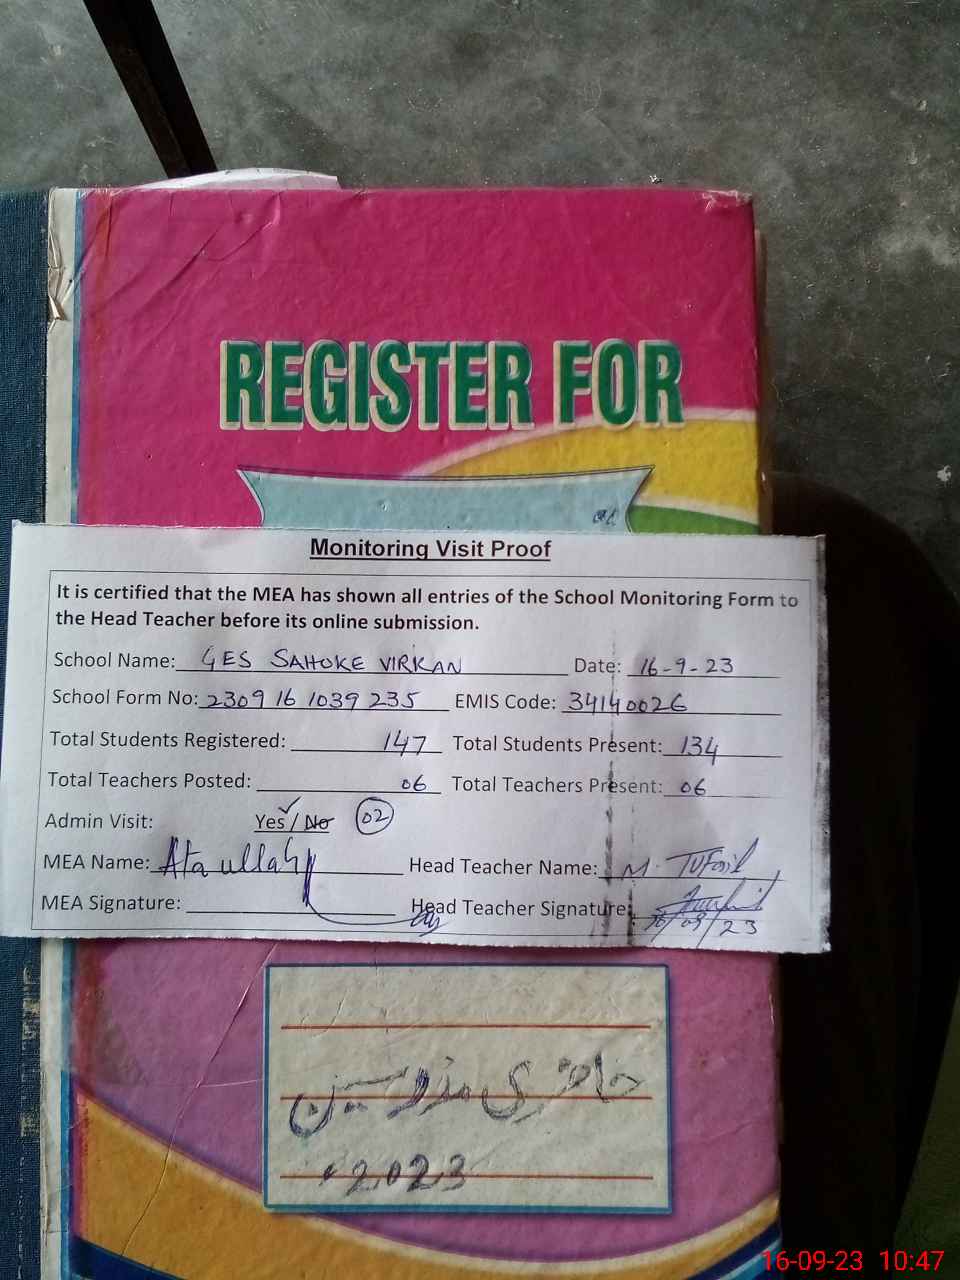 REGISTER FOR
Monitoring Visit Proof
It is certified that the MEA has shown all entries of the School Monitoring Form to
the Head Teacher before its online submission.
School Name: GES SAHOKE VIRKAN Date: 16-9-23
School Form No: 2309 16 1039 235 EMIS Code: 34140026
Total Students Registered: 147 Total Students Present: 134
Total Teachers Posted: 06 Total Teachers Present: 06
Admin Visit: Yes / No 02
MEA Name: Ata ullah Head Teacher Name: M. Tufail
MEA Signature: Head Teacher Signature:
16/09/23
حاضری مدرسین
2023
16-09-23 10:47